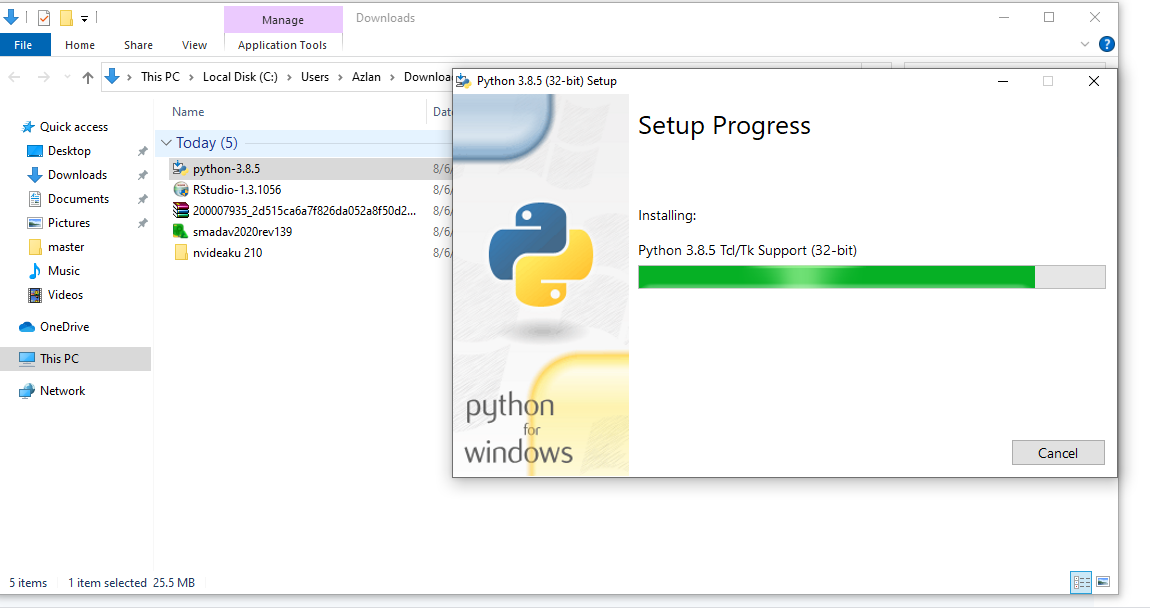 Manage Downloads
File Home Share View Application Tools
This PC Local Disk (C:) Users Azlan Downloa
Python 3.8.5 (32-bit) Setup
Name Dat
Quick access
Desktop
Downloads
Documents
Pictures
master
Music
Videos
OneDrive
This PC
Network
Today (5)
python-3.8.5 8/6/
RStudio-1.3.1056 8/6/
200007935_2d515ca6a7f826da052a8f50d2... 8/6/
smadav2020rev139 8/6/
nvideaku 210 8/6/
Setup Progress
Installing:
Python 3.8.5 Tcl/Tk Support (32-bit)
python
for
windows
Cancel
5 items 1 item selected 25.5 MB